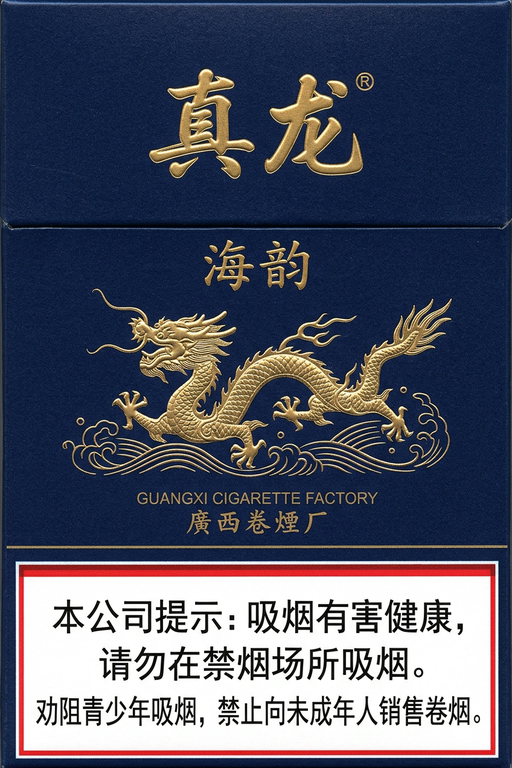 真龙®
海韵
GUANGXI CIGARETTE FACTORY
廣西卷煙厂
本公司提示：吸烟有害健康，
请勿在禁烟场所吸烟。
劝阻青少年吸烟，禁止向未成年人销售卷烟。